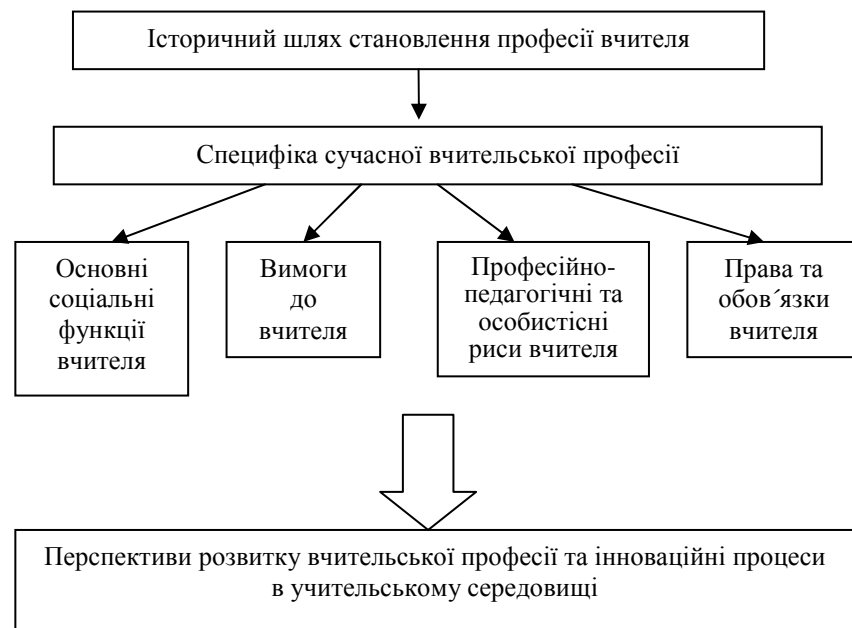 Історичний шлях становлення професії вчителя
Специфіка сучасної вчительської професії
Основні
соціальні
функції
вчителя
Вимоги
до
вчителя
Професійно-
педагогічні та
особистісні
риси вчителя
Права та
обов´язки
вчителя
Перспективи розвитку вчительської професії та інноваційні процеси
в учительському середовищі